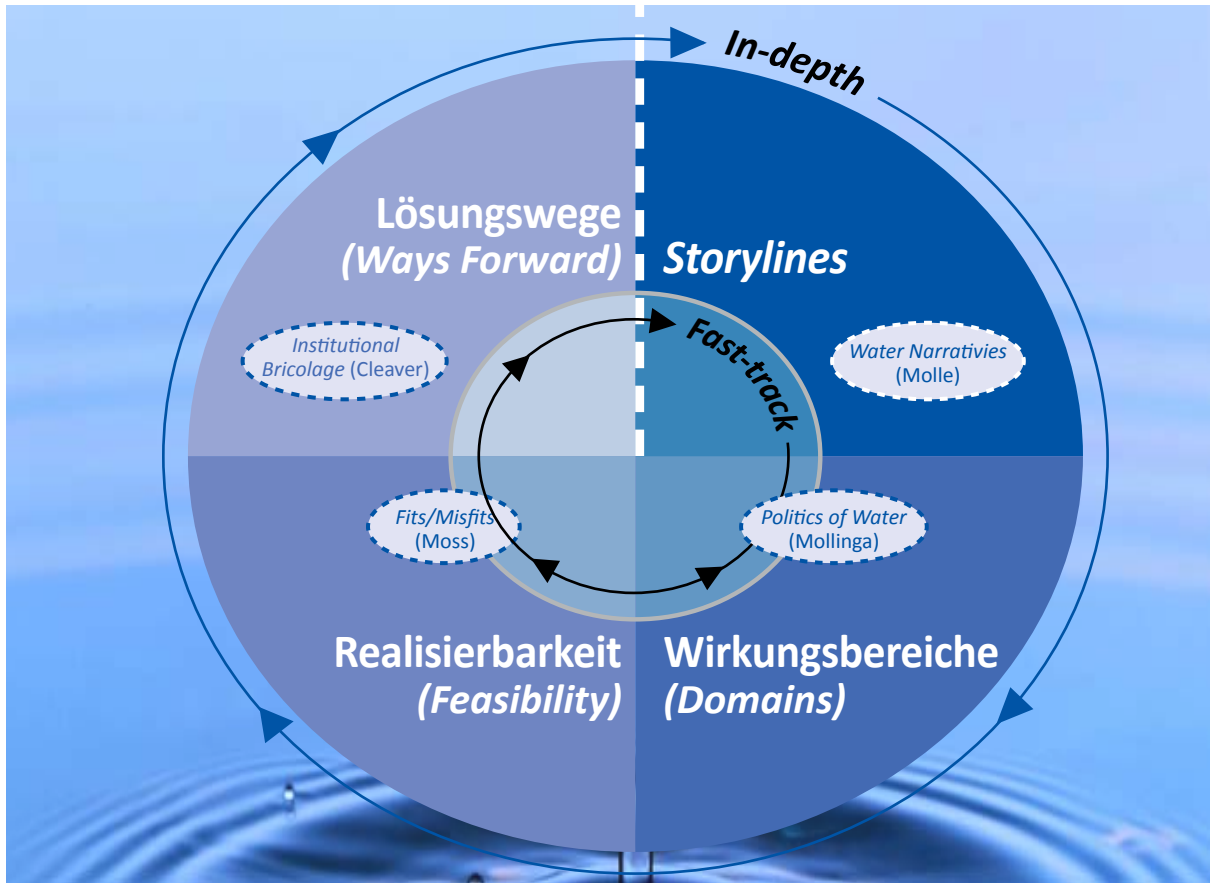 In-depth
Lösungswege
(Ways Forward)
Storylines
Fast-track
Institutional
Bricolage (Cleaver)
Water Narrativies
(Molle)
Fits/Misfits
(Moss)
Politics of Water
(Mollinga)
Realisierbarkeit
(Feasibility)
Wirkungsbereiche
(Domains)